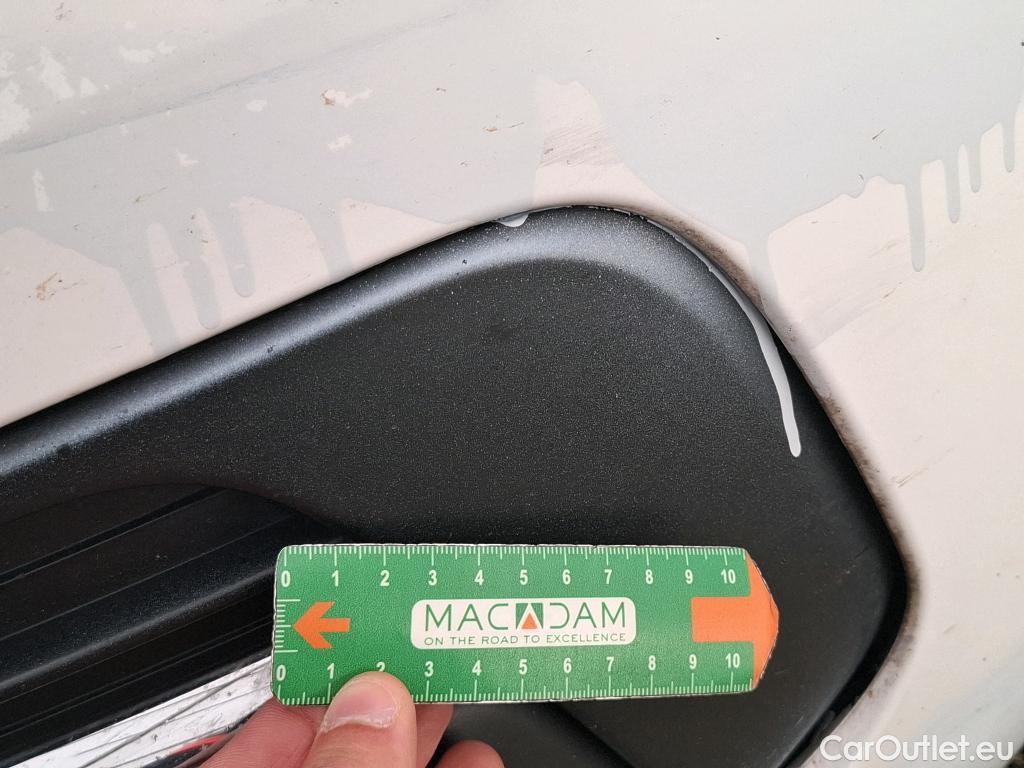 0 1 2 3 4 5 6 7 8 9 10
MACADAM
ON THE ROAD TO EXCELLENCE
0 1 2 3 4 5 6 7 8 9 10
CarOutlet.eu